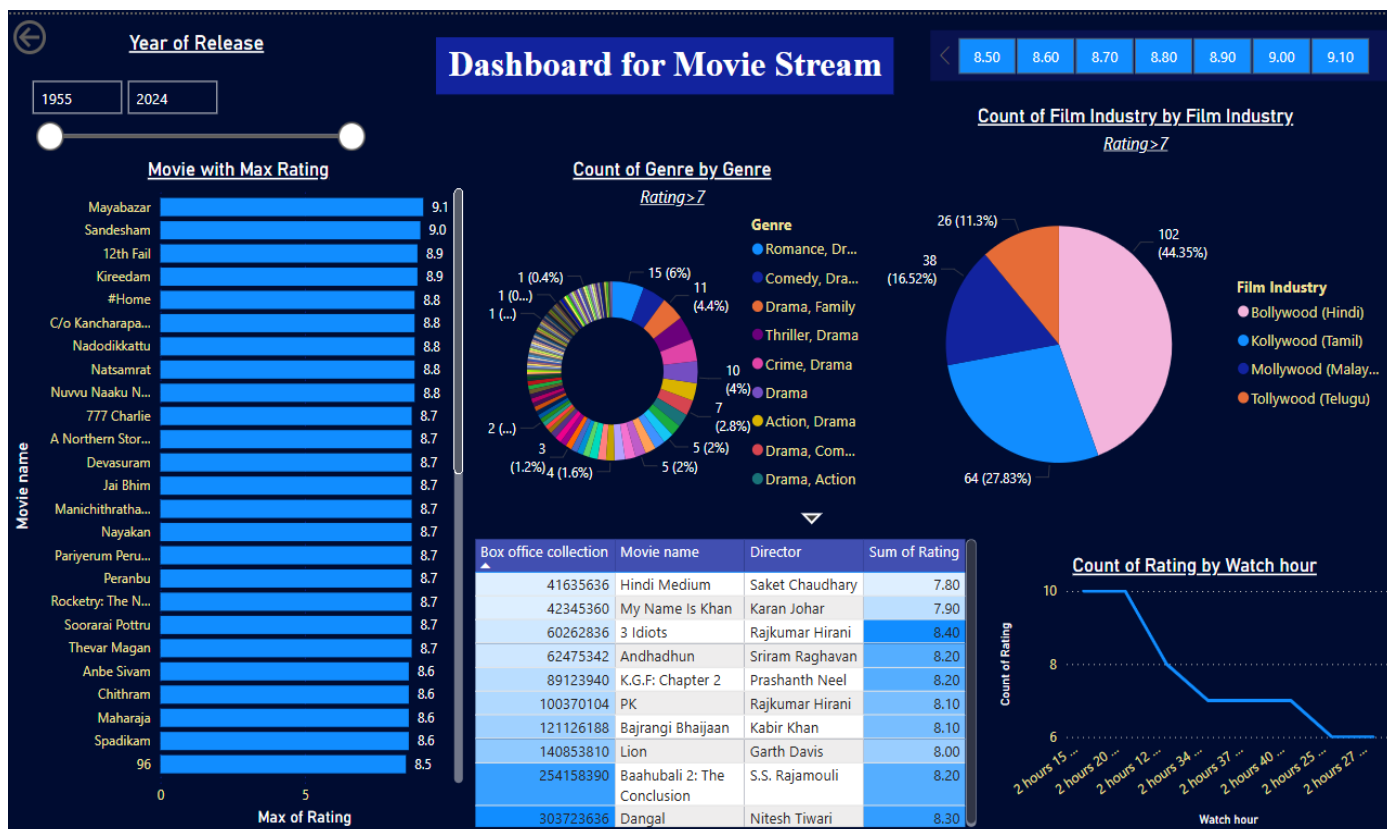 Year of Release
1955
2024
Dashboard for Movie Stream
8.50
8.60
8.70
8.80
8.90
9.00
9.10
Movie with Max Rating
Movie name
Mayabazar 9.1
Sandesham 9.0
12th Fail 8.9
Kireedam 8.9
#Home 8.8
C/o Kancharapa... 8.8
Nadodikkattu 8.8
Natsamrat 8.8
Nuvvu Naaku N... 8.8
777 Charlie 8.7
A Northern Stor... 8.7
Devasuram 8.7
Jai Bhim 8.7
Manichithratha... 8.7
Nayakan 8.7
Pariyerum Peru... 8.7
Peranbu 8.7
Rocketry: The N... 8.7
Soorarai Pottru 8.7
Thevar Magan 8.7
Anbe Sivam 8.6
Chithram 8.6
Maharaja 8.6
Spadikam 8.6
96 8.5
0 5
Max of Rating
Count of Genre by Genre
Rating>7
15 (6%)
11
(4.4%)
10
(4%)
7
(2.8%)
5 (2%)
5 (2%)
4 (1.6%)
3
(1.2%)
2 (...)
1 (...)
1 (0...)
1 (0.4%)
Genre
Romance, Dr...
Comedy, Dra...
Drama, Family
Thriller, Drama
Crime, Drama
Drama
Action, Drama
Drama, Com...
Drama, Action
Count of Film Industry by Film Industry
Rating>7
102
(44.35%)
64 (27.83%)
38
(16.52%)
26 (11.3%)
Film Industry
Bollywood (Hindi)
Kollywood (Tamil)
Mollywood (Malay...
Tollywood (Telugu)
Box office collection Movie name Director Sum of Rating
41635636 Hindi Medium Saket Chaudhary 7.80
42345360 My Name Is Khan Karan Johar 7.90
60262836 3 Idiots Rajkumar Hirani 8.40
62475342 Andhadhun Sriram Raghavan 8.20
89123940 K.G.F: Chapter 2 Prashanth Neel 8.20
100370104 PK Rajkumar Hirani 8.10
121126188 Bajrangi Bhaijaan Kabir Khan 8.10
140853810 Lion Garth Davis 8.00
254158390 Baahubali 2: The S.S. Rajamouli 8.20
Conclusion
303723636 Dangal Nitesh Tiwari 8.30
Count of Rating by Watch hour
Count of Rating
10
8
6
2 hours 15 ...
2 hours 20 ...
2 hours 12 ...
2 hours 34 ...
2 hours 37 ...
2 hours 40 ...
2 hours 25 ...
2 hours 27 ...
Watch hour